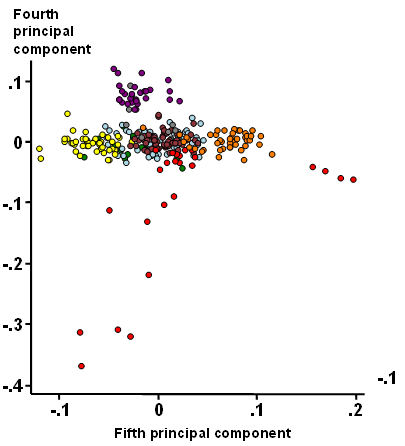 Fourth
principal
component
.1
0
-.1
-.2
-.3
-.4
-.1
-.1 0 .1 .2
Fifth principal component